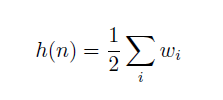 h(n) = \frac{1}{2} \sum_{i} w_i